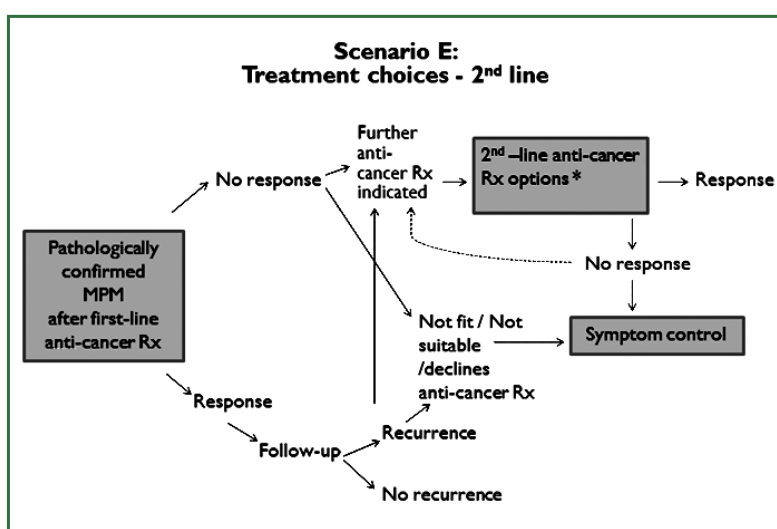 Scenario E:
Treatment choices - 2nd line
Further
anti-
cancer Rx
indicated
2nd –line anti-cancer
Rx options *
Response
No response
No response
Pathologically
confirmed
MPM
after first-line
anti-cancer Rx
Not fit / Not
suitable
/declines
anti-cancer Rx
Symptom control
Response
Follow-up
Recurrence
No recurrence